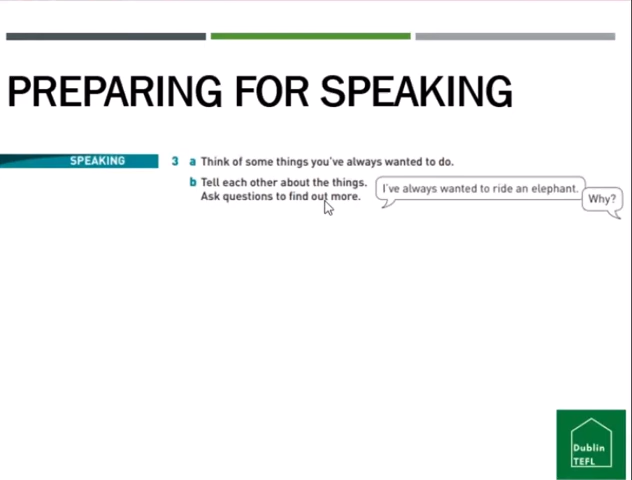 PREPARING FOR SPEAKING
SPEAKING
3 a Think of some things you've always wanted to do.
b Tell each other about the things.
Ask questions to find out more.
I've always wanted to ride an elephant.
Why?
Dublin
TEFL